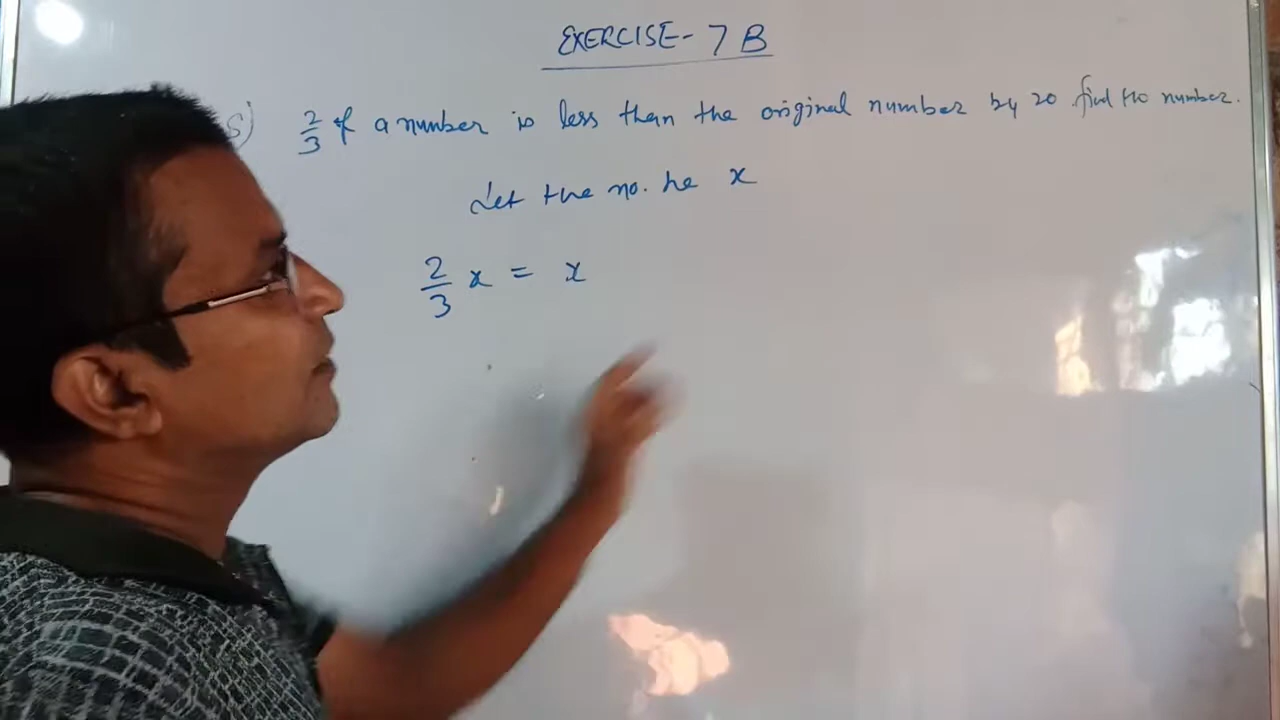 EXERCISE - 7 B
5) 2/3 of a number is less than the original number by 20 . find the number.
Let the no. be x
2/3 x = x